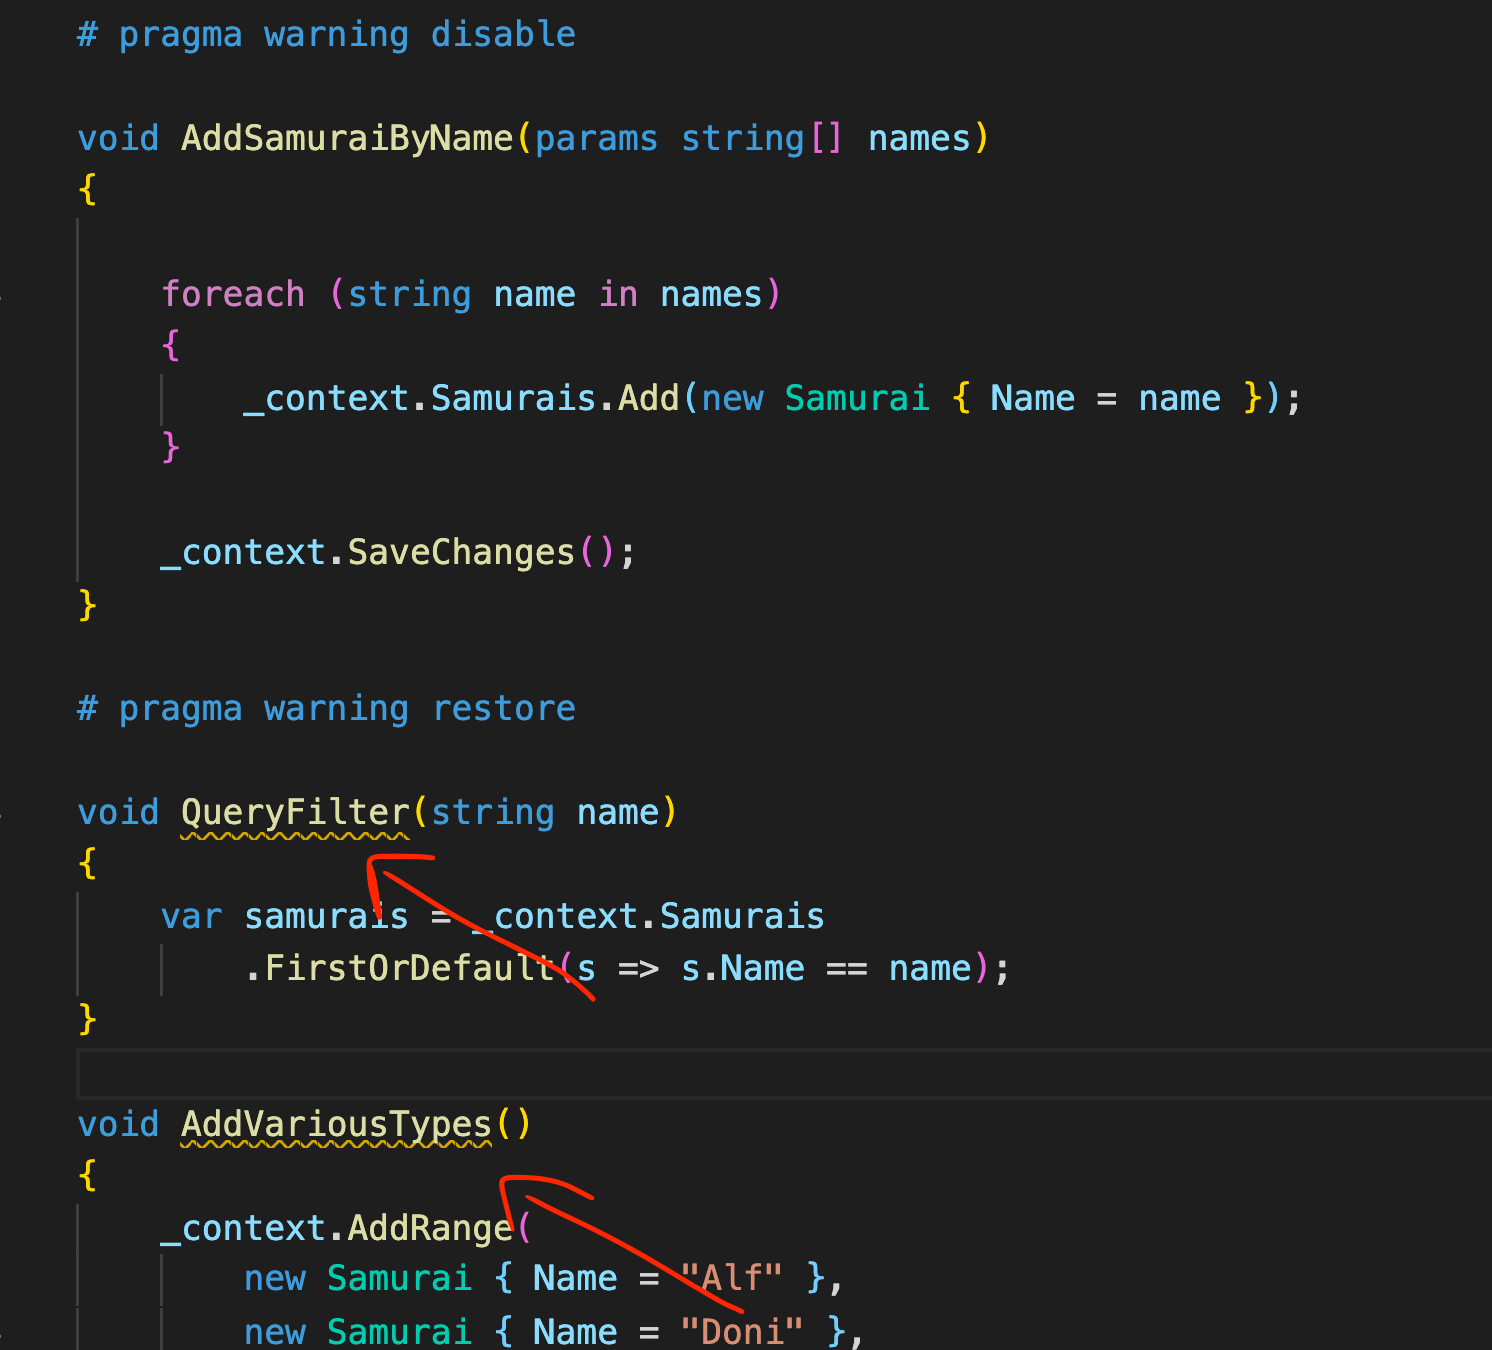 # pragma warning disable
void AddSamuraiByName(params string[] names)
{
foreach (string name in names)
{
_context.Samurais.Add(new Samurai { Name = name });
}
_context.SaveChanges();
}
# pragma warning restore
void QueryFilter(string name)
{
var samurais = _context.Samurais
.FirstOrDefault(s => s.Name == name);
}
void AddVariousTypes()
{
_context.AddRange(
new Samurai { Name = "Alf" },
new Samurai { Name = "Doni" },